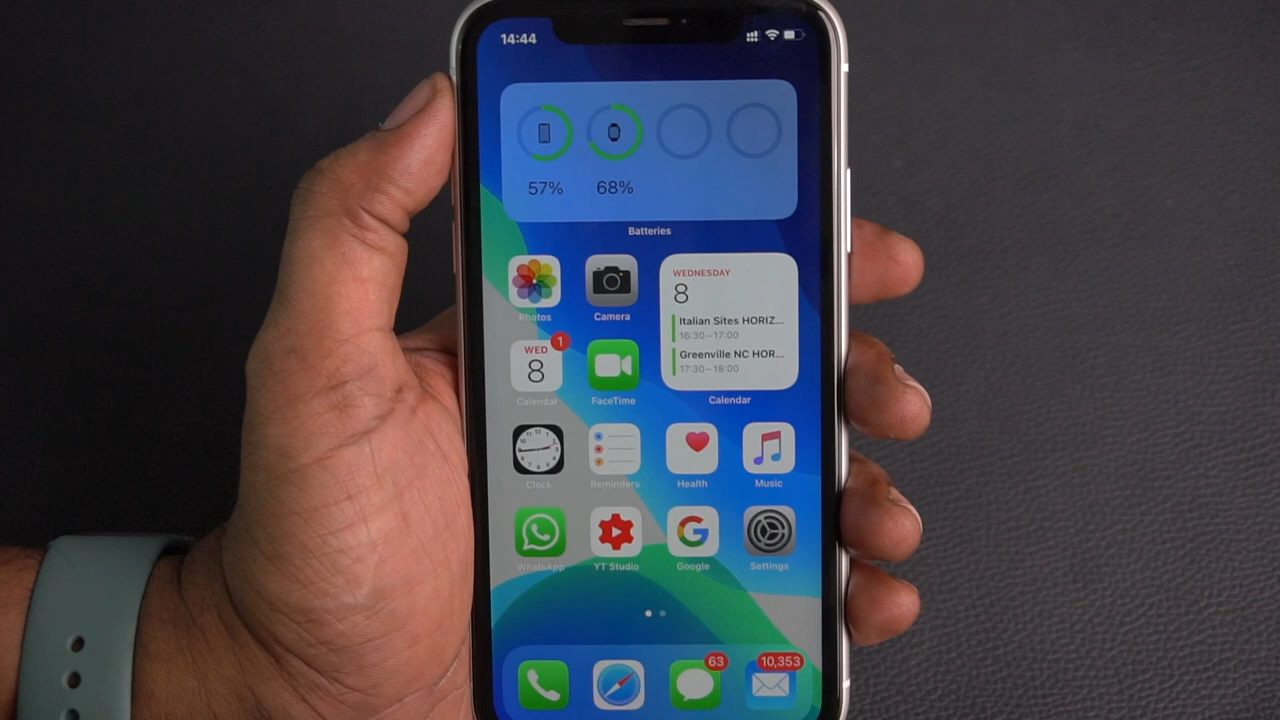 14:44
57% 68%
Batteries
Photos Camera
WEDNESDAY
8
Italian Sites HORIZ...
16:30-17:00
Greenville NC HOR...
17:30-18:00
WED 1
8
Calendar FaceTime Calendar
Clock Reminders Health Music
WhatsApp YT Studio Google Settings
63 10,353